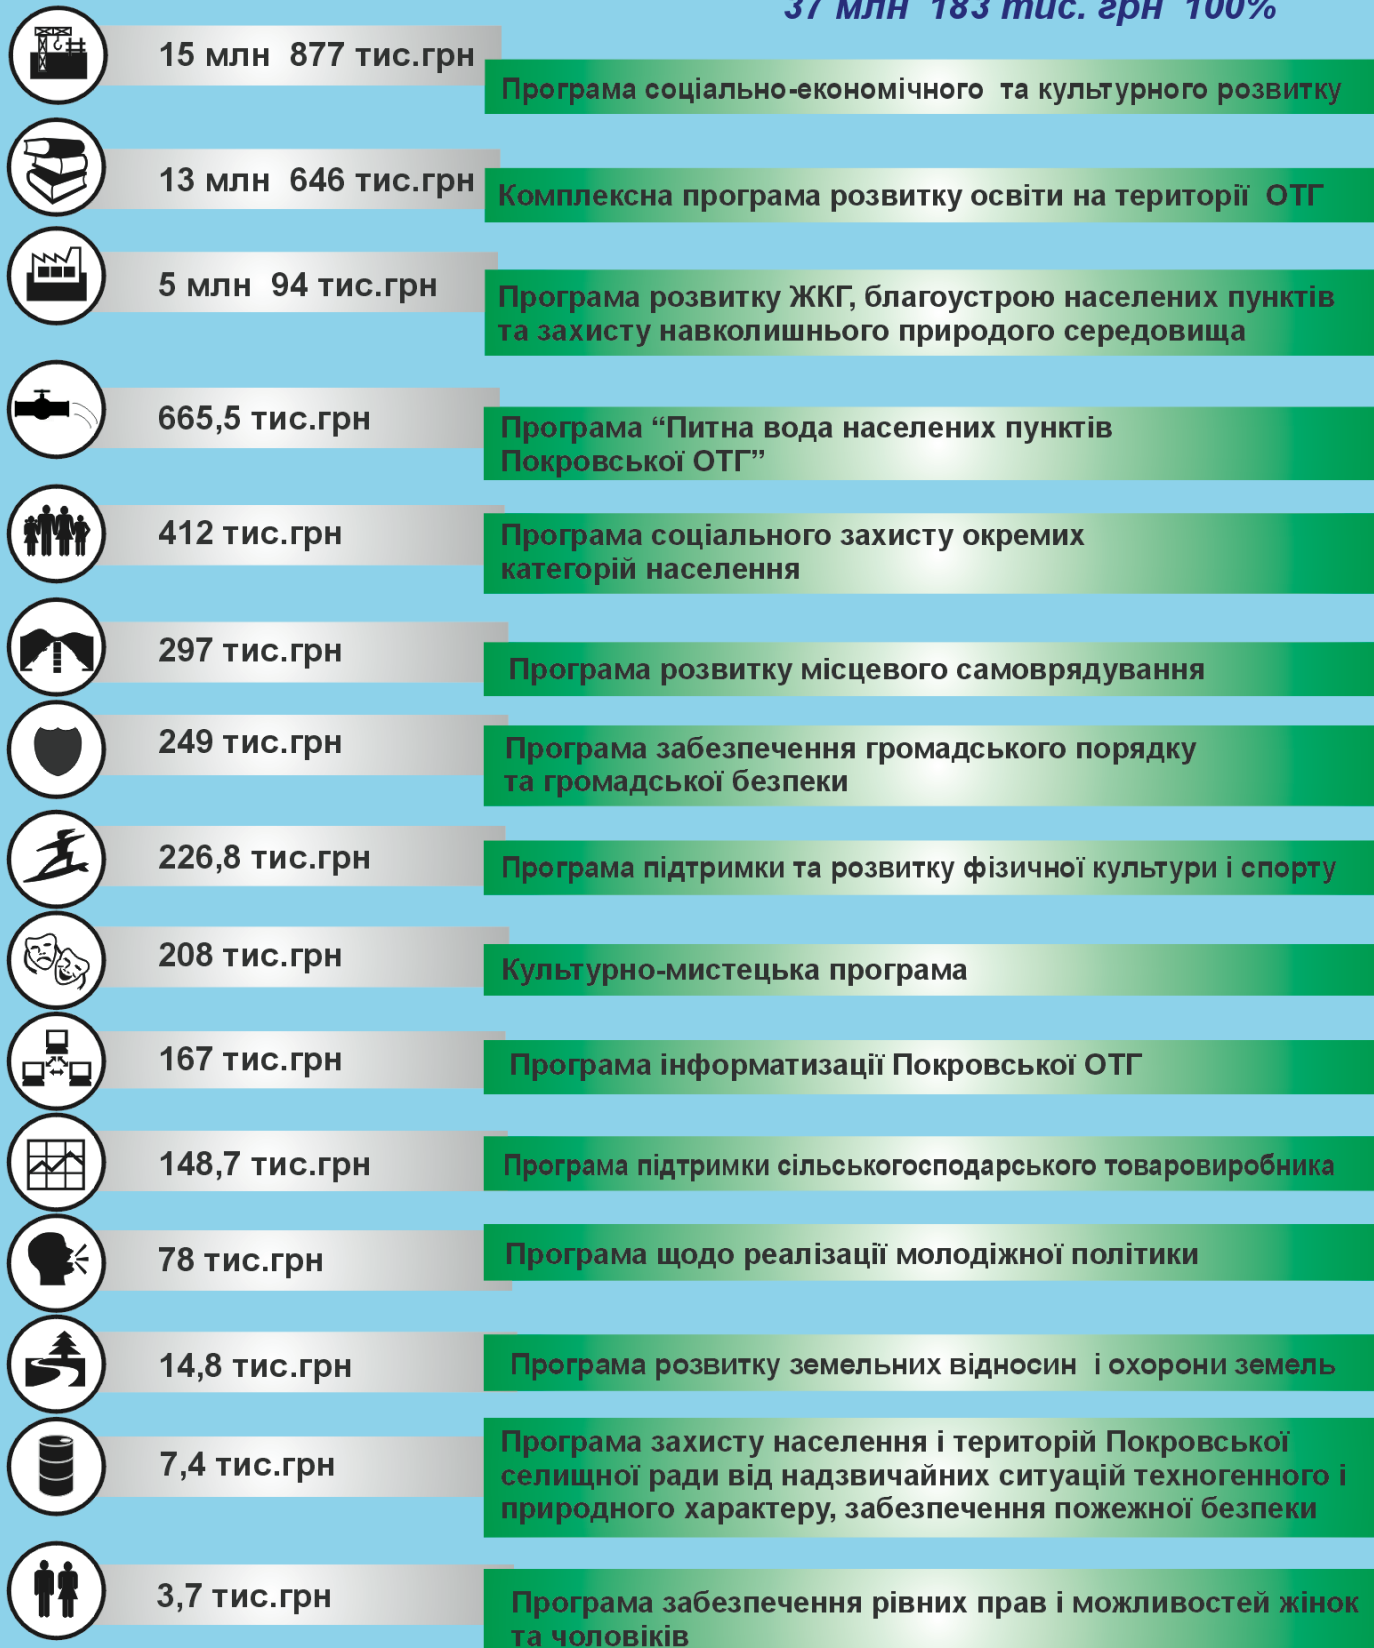 37 млн 183 тис. грн 100%
15 млн 877 тис.грн
Програма соціально-економічного та культурного розвитку
13 млн 646 тис.грн
Комплексна програма розвитку освіти на території ОТГ
5 млн 94 тис.грн
Програма розвитку ЖКГ, благоустрою населених пунктів
та захисту навколишнього природого середовища
665,5 тис.грн
Програма “Питна вода населених пунктів
Покровської ОТГ”
412 тис.грн
Програма соціального захисту окремих
категорій населення
297 тис.грн
Програма розвитку місцевого самоврядування
249 тис.грн
Програма забезпечення громадського порядку
та громадської безпеки
226,8 тис.грн
Програма підтримки та розвитку фізичної культури і спорту
208 тис.грн
Культурно-мистецька програма
167 тис.грн
Програма інформатизації Покровської ОТГ
148,7 тис.грн
Програма підтримки сільськогосподарського товаровиробника
78 тис.грн
Програма щодо реалізації молодіжної політики
14,8 тис.грн
Програма розвитку земельних відносин і охорони земель
7,4 тис.грн
Програма захисту населення і територій Покровської
селищної ради від надзвичайних ситуацій техногенного і
природного характеру, забезпечення пожежної безпеки
3,7 тис.грн
Програма забезпечення рівних прав і можливостей жінок
та чоловіків